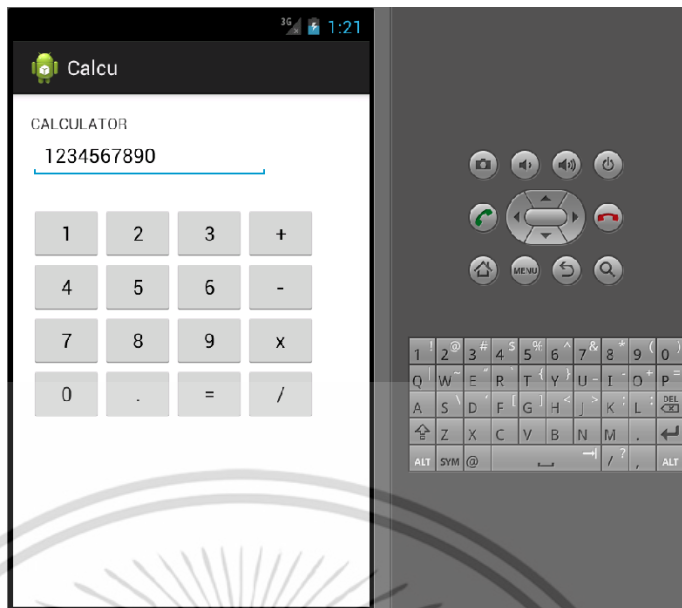 3G 1:21
Calcu
CALCULATOR
1234567890
1 2 3 +
4 5 6 -
7 8 9 x
0 . = /
MENU
1 ! 2 @ 3 # 4 $ 5 % 6 ^ 7 & 8 * 9 ( 0 )
Q | W ~ E " R ` T { Y } U _ I - O + P =
A S \ D ' F [ G ] H < J > K ; L : DEL
Z X C V B N M .
ALT SYM @ / ? , ALT